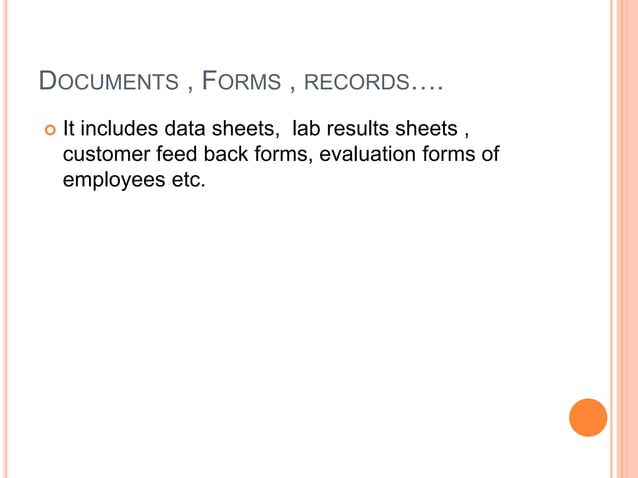 DOCUMENTS , FORMS , RECORDS….
It includes data sheets,  lab results sheets ,
customer feed back forms, evaluation forms of
employees etc.